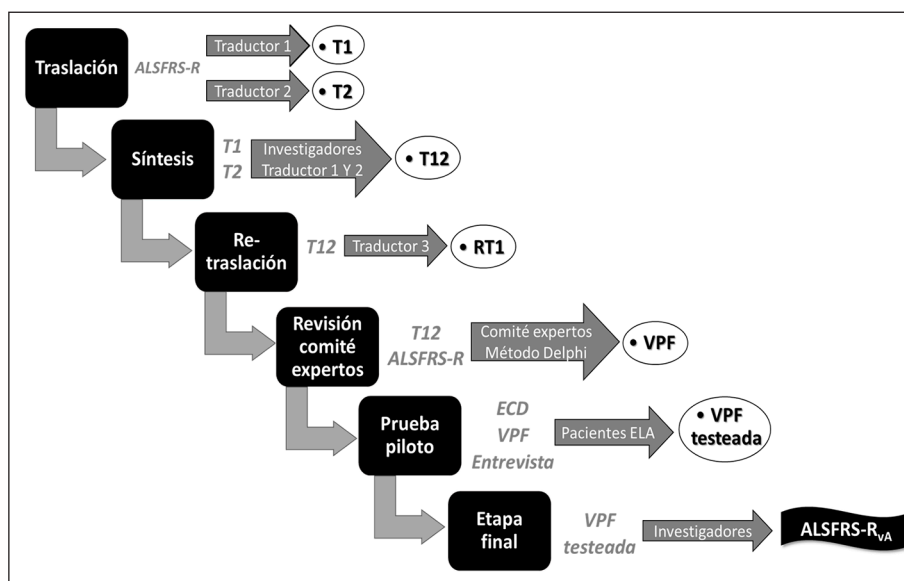 Traslación
ALSFRS-R
Traductor 1
• T1
Traductor 2
• T2
Síntesis
T1
T2
Investigadores
Traductor 1 Y 2
• T12
Re-
traslación
T12
Traductor 3
• RT1
Revisión
comité
expertos
T12
ALSFRS-R
Comité expertos
Método Delphi
• VPF
Prueba
piloto
ECD
VPF
Entrevista
Pacientes ELA
• VPF
testeada
Etapa
final
VPF
testeada
Investigadores
ALSFRS-RvA